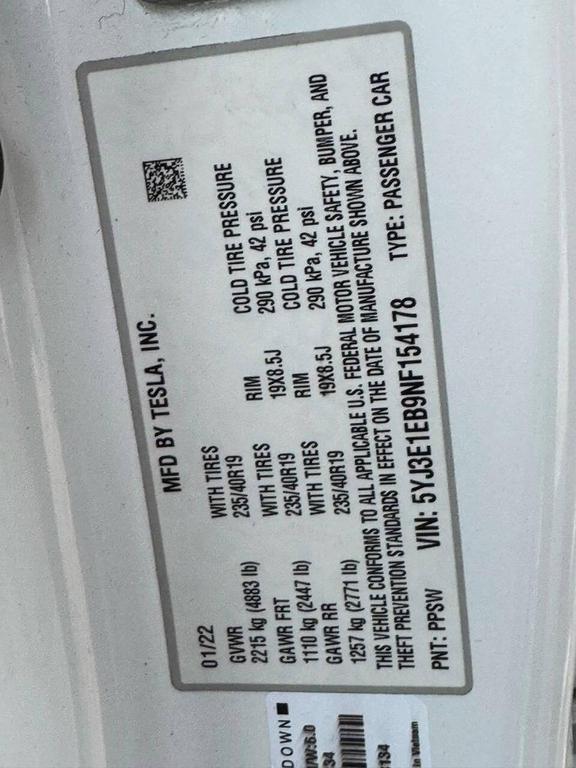 MFD BY TESLA, INC.
01/22
GVWR WITH TIRES RIM COLD TIRE PRESSURE
2215 kg (4883 lb) 235/40R19 19X8.5J 290 kPa, 42 psi
GAWR FRT WITH TIRES RIM COLD TIRE PRESSURE
1110 kg (2447 lb) 235/40R19 19X8.5J 290 kPa, 42 psi
GAWR RR WITH TIRES
1257 kg (2771 lb) 235/40R19
THIS VEHICLE CONFORMS TO ALL APPLICABLE U.S. FEDERAL MOTOR VEHICLE SAFETY, BUMPER, AND
THEFT PREVENTION STANDARDS IN EFFECT ON THE DATE OF MANUFACTURE SHOWN ABOVE.
PNT: PPSW VIN: 5YJ3E1EB9NF154178 TYPE: PASSENGER CAR
DOWN
134
in Vietnam